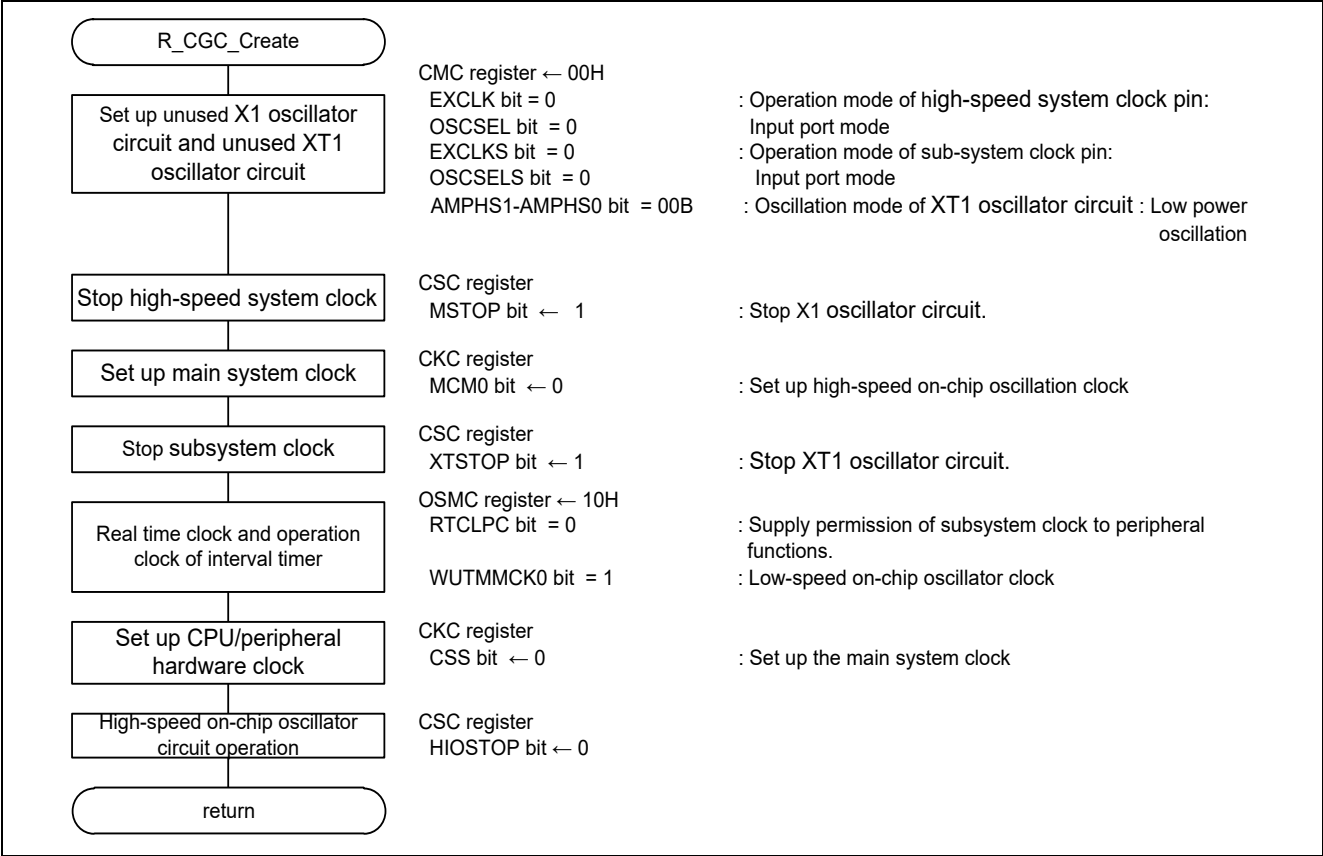 R_CGC_Create
Set up unused X1 oscillator
circuit and unused XT1
oscillator circuit
CMC register ← 00H
EXCLK bit = 0 : Operation mode of high-speed system clock pin:
OSCSEL bit = 0 Input port mode
EXCLKS bit = 0 : Operation mode of sub-system clock pin:
OSCSELS bit = 0 Input port mode
AMPHS1-AMPHS0 bit = 00B : Oscillation mode of XT1 oscillator circuit : Low power
oscillation
Stop high-speed system clock
CSC register
MSTOP bit ← 1 : Stop X1 oscillator circuit.
Set up main system clock
CKC register
MCM0 bit ← 0 : Set up high-speed on-chip oscillation clock
Stop subsystem clock
CSC register
XTSTOP bit ← 1 : Stop XT1 oscillator circuit.
Real time clock and operation
clock of interval timer
OSMC register ← 10H
RTCLPC bit = 0 : Supply permission of subsystem clock to peripheral
functions.
WUTMMCK0 bit = 1 : Low-speed on-chip oscillator clock
Set up CPU/peripheral
hardware clock
CKC register
CSS bit ← 0 : Set up the main system clock
High-speed on-chip oscillator
circuit operation
CSC register
HIOSTOP bit ← 0
return